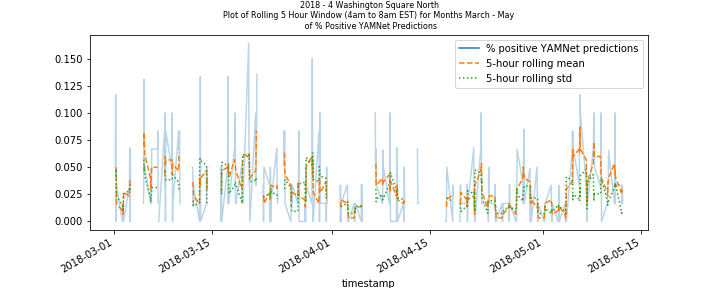 2018 - 4 Washington Square North
Plot of Rolling 5 Hour Window (4am to 8am EST) for Months March - May
of % Positive YAMNet Predictions
% positive YAMNet predictions
5-hour rolling mean
5-hour rolling std
0.150
0.125
0.100
0.075
0.050
0.025
0.000
2018-03-01
2018-03-15
2018-04-01
2018-04-15
2018-05-01
2018-05-15
timestamp